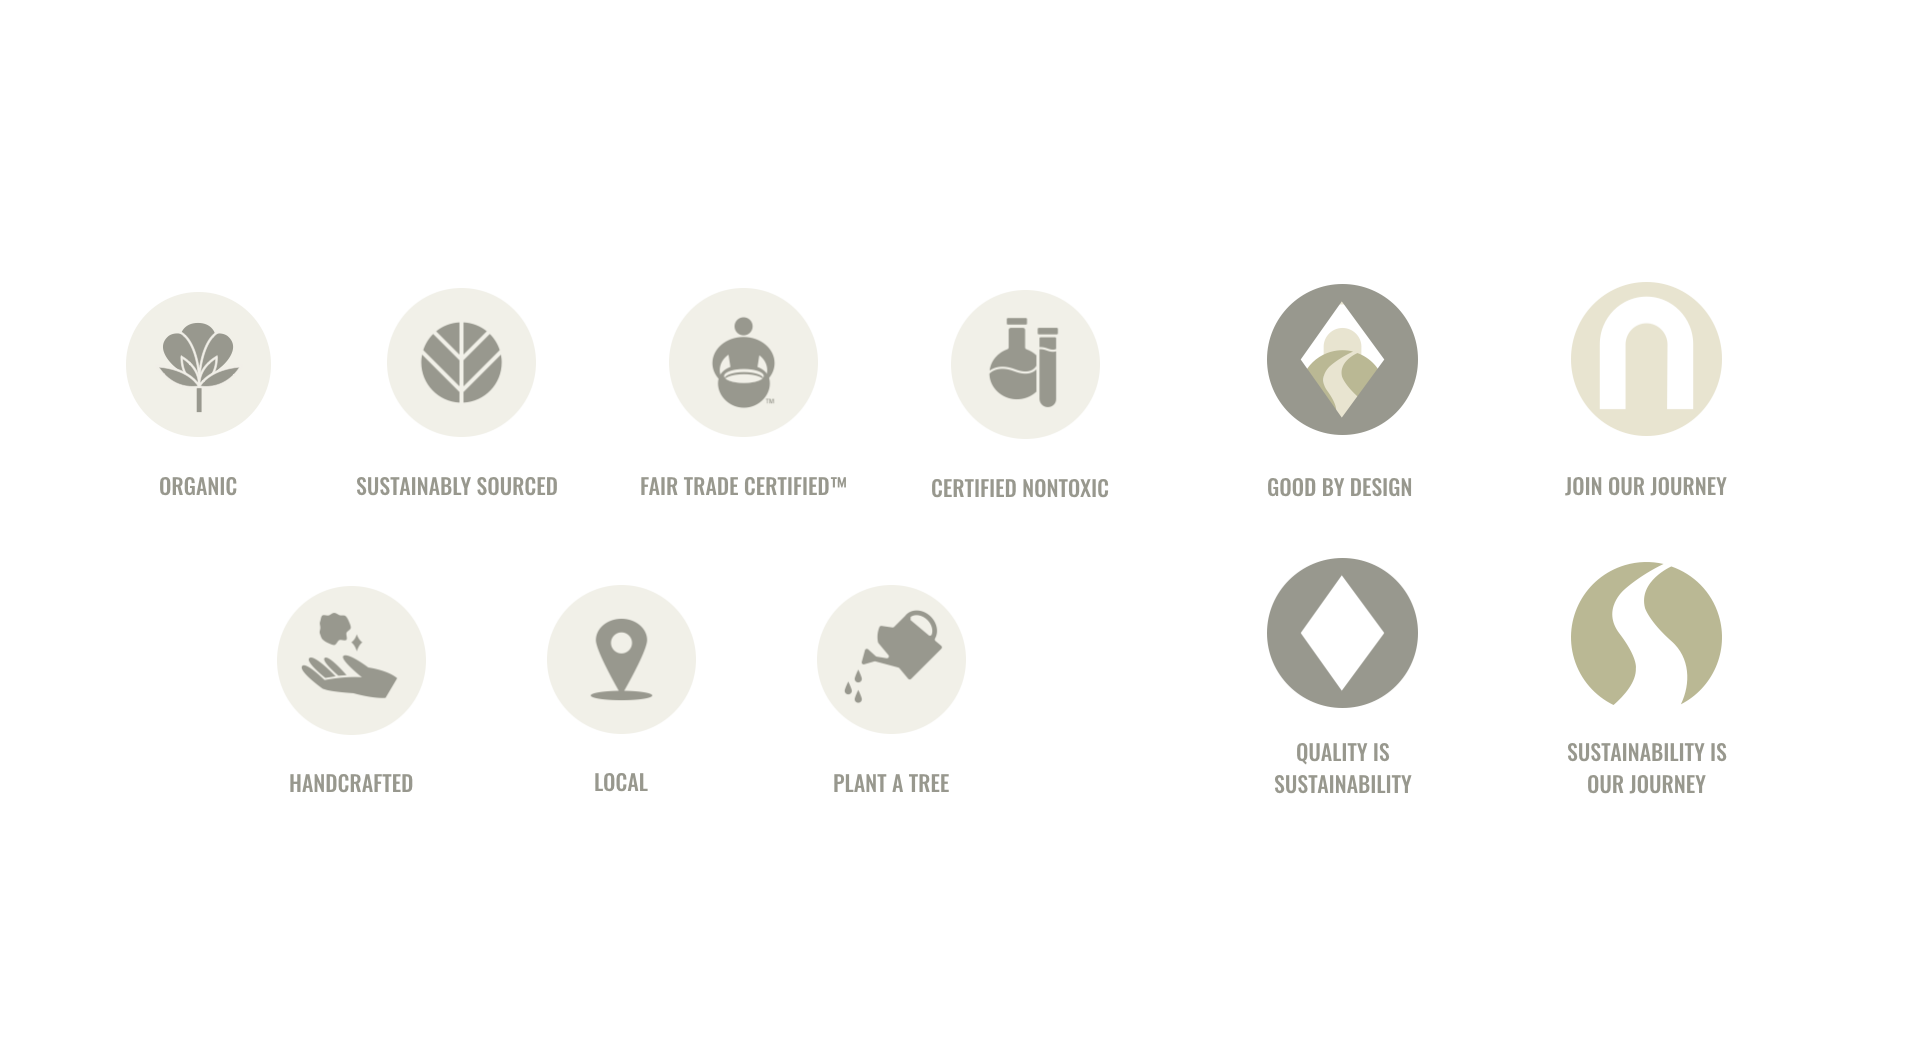 ORGANIC
SUSTAINABLY SOURCED
FAIR TRADE CERTIFIED™
CERTIFIED NONTOXIC
GOOD BY DESIGN
JOIN OUR JOURNEY
TM
HANDCRAFTED
LOCAL
PLANT A TREE
QUALITY IS
SUSTAINABILITY
SUSTAINABILITY IS
OUR JOURNEY